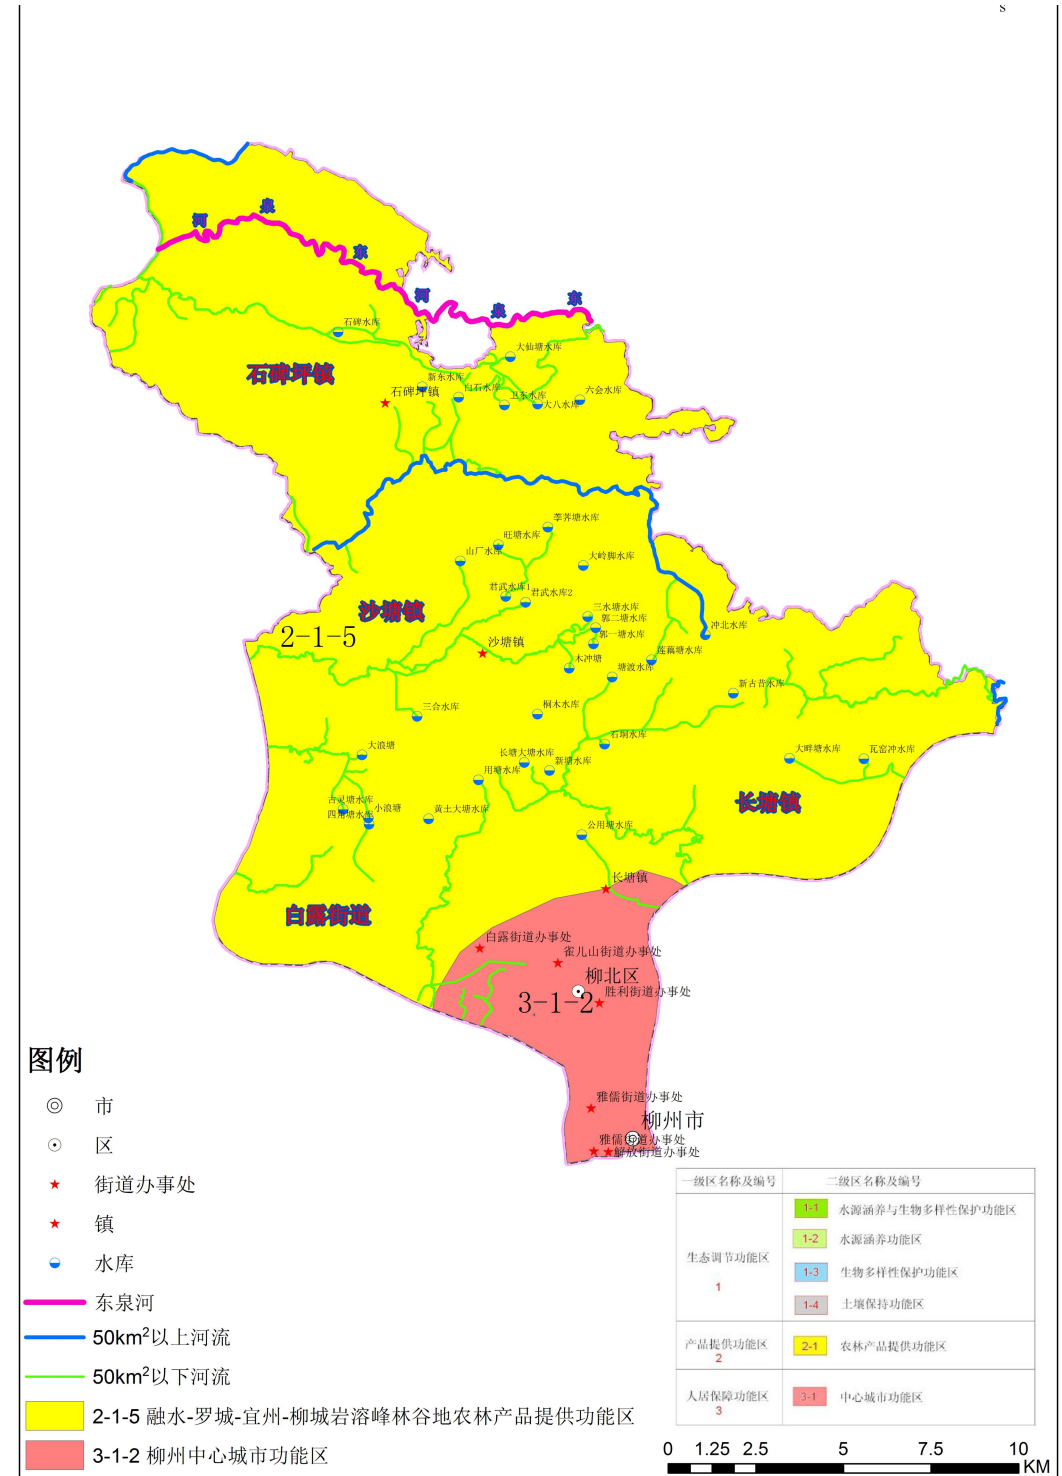 s
河
泉
东
河
泉
东
石碑水库
大仙塘水库
石碑坪镇
新东水库
石碑坪镇
白石水库
卫东水库
大八水库
六会水库
荸荠塘水库
旺塘水库
山厂水库
大岭脚水库
君武水库1
君武水库2
沙塘镇
三水塘水库
郭二塘水库
郭一塘水库
冲北水库
2-1-5
沙塘镇
莲藕塘水库
木冲塘
塘渡水库
新古昔水库
三合水库
桐木水库
石垌水库
大浪塘
长塘大塘水库
新塘水库
大畔塘水库
瓦窑冲水库
用塘水库
古灵塘水库
小浪塘
四角塘水库
黄土大塘水库
长塘镇
公用塘水库
长塘镇
白露街道
白露街道办事处
雀儿山街道办事处
柳北区
胜利街道办事处
3-1-2
雅儒街道办事处
柳州市
雅儒街道办事处
解放街道办事处
图例
市
区
街道办事处
镇
水库
东泉河
50km²以上河流
50km²以下河流
2-1-5 融水-罗城-宜州-柳城岩溶峰林谷地农林产品提供功能区
3-1-2 柳州中心城市功能区
一级区名称及编号 二级区名称及编号
1-1 水源涵养与生物多样性保护功能区
1-2 水源涵养功能区
生态调节功能区
1
1-3 生物多样性保护功能区
1-4 土壤保持功能区
产品提供功能区
2
2-1 农林产品提供功能区
人居保障功能区
3
3-1 中心城市功能区
0 1.25 2.5 5 7.5 10
KM